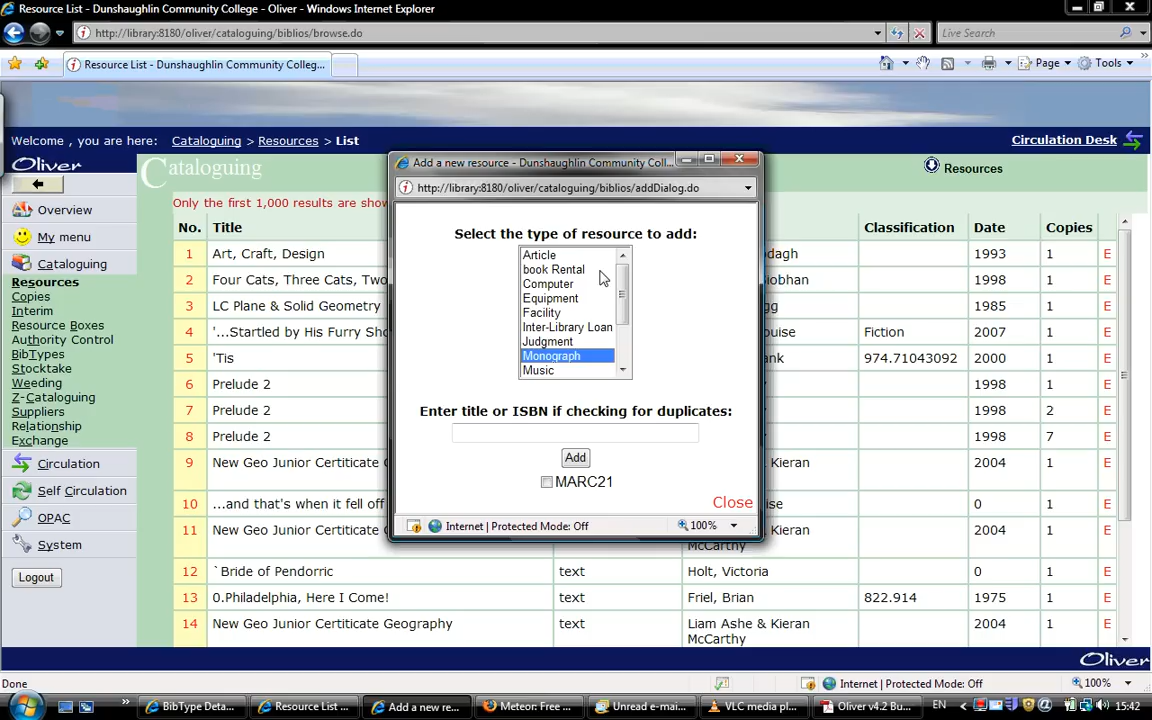 Resource List - Dunshaughlin Community College - Oliver - Windows Internet Explorer
http://library:8180/oliver/cataloguing/biblios/browse.do
Live Search
Resource List - Dunshaughlin Community Colleg...
Page
Tools
Welcome , you are here: Cataloguing > Resources > List
Circulation Desk
Oliver
Cataloguing
Resources
Overview
My menu
Cataloguing
Resources
Copies
Interim
Resource Boxes
Authority Control
BibTypes
Stocktake
Weeding
Z-Cataloguing
Suppliers
Relationship
Exchange
Circulation
Self Circulation
OPAC
System
Logout
Only the first 1,000 results are
No. Title Classification Date Copies
1 Art, Craft, Design 1993 1 E
2 Four Cats, Three Cats, 1998 1 E
3 LC Plane & Solid Geometry 1985 1 E
4 '...Startled by His Furry Fiction 2007 1 E
5 'Tis 974.71043092 2000 1 E
6 Prelude 2 1998 1 E
7 Prelude 2 1998 2 E
8 Prelude 2 1998 7 E
9 New Geo Junior Certificate Kieran 2004 1 E
10 ...and that's when it fell off 0 1 E
11 New Geo Junior Certificate Kieran 2004 1 E
McCarthy
12 `Bride of Pendorric text Holt, Victoria 0 1 E
13 0.Philadelphia, Here I Come! text Friel, Brian 822.914 1975 1 E
14 New Geo Junior Certificate Geography text Liam Ashe & Kieran 2004 1 E
McCarthy
Add a new resource - Dunshaughlin Community Coll...
http://library:8180/oliver/cataloguing/biblios/addDialog.do
Select the type of resource to add:
Article
book Rental
Computer
Equipment
Facility
Inter-Library Loan
Judgment
Monograph
Music
Enter title or ISBN if checking for duplicates:
Add
MARC21
Close
Internet | Protected Mode: Off
100%
Oliver
Done
Internet | Protected Mode: Off
100%
BibType Deta...
Resource List ...
Add a new re...
Meteor: Free ...
Unread e-mai...
VLC media pl...
Oliver v4.2 Bu...
EN
15:42